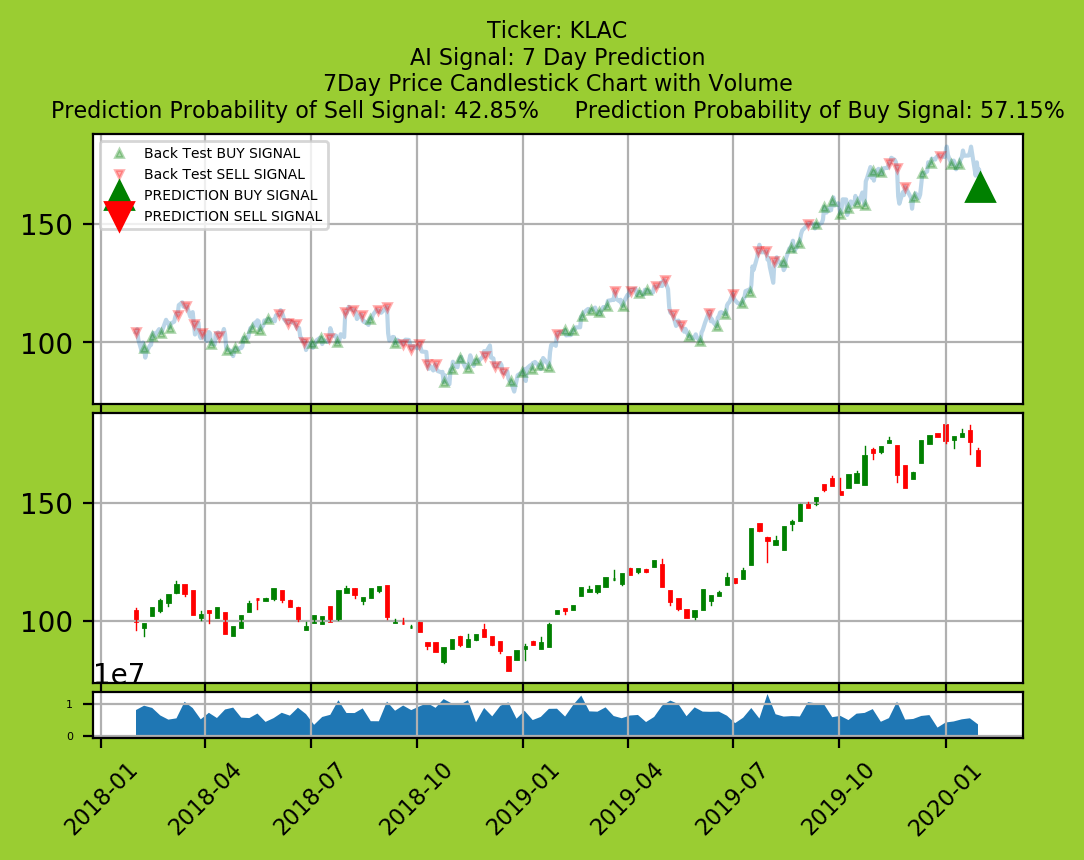 Ticker: KLAC
AI Signal: 7 Day Prediction
7Day Price Candlestick Chart with Volume
Prediction Probability of Sell Signal: 42.85%     Prediction Probability of Buy Signal: 57.15%
Back Test BUY SIGNAL
Back Test SELL SIGNAL
PREDICTION BUY SIGNAL
PREDICTION SELL SIGNAL
150
100
150
100
1e7
1
0
2018-01
2018-04
2018-07
2018-10
2019-01
2019-04
2019-07
2019-10
2020-01